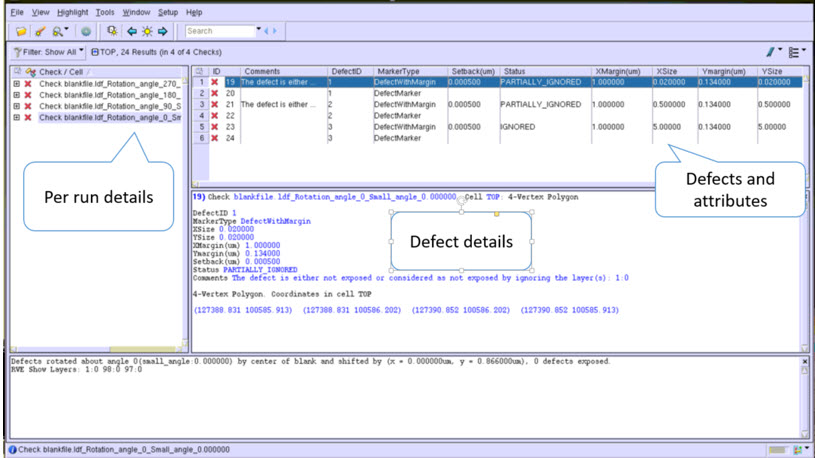 File View Highlight Tools Window Setup Help
Search
Filter: Show All TOP, 24 Results (in 4 of 4 Checks)
Check / Cell
Check blankfile.ldf_Rotation_angle_270_
Check blankfile.ldf_Rotation_angle_180_
Check blankfile.ldf_Rotation_angle_90_S
Check blankfile.ldf_Rotation_angle_0_Sm
Per run details
ID Comments DefectID MarkerType Setback(um) Status XMargin(um) XSize Ymargin(um) YSize
1 19 The defect is either ... 1 DefectWithMargin 0.000500 PARTIALLY_IGNORED 1.000000 0.020000 0.134000 0.020000
2 20 1 DefectMarker
3 21 The defect is either ... 2 DefectWithMargin 0.000500 PARTIALLY_IGNORED 1.000000 0.500000 0.134000 0.500000
4 22 2 DefectMarker
5 23 3 DefectWithMargin 0.000500 IGNORED 1.000000 5.00000 0.134000 5.00000
6 24 3 DefectMarker
Defects and
attributes
19) Check blankfile.ldf_Rotation_angle_0_Small_angle_0.000000, Cell TOP: 4-Vertex Polygon
DefectID 1
MarkerType DefectWithMargin
XSize 0.020000
YSize 0.020000
XMargin(um) 1.000000
Ymargin(um) 0.134000
Setback(um) 0.000500
Status PARTIALLY_IGNORED
Comments The defect is either not exposed or considered as not exposed by ignoring the layer(s): 1:0
Defect details
4-Vertex Polygon. Coordinates in cell TOP
(127388.831 100585.913) (127388.831 100586.202) (127390.852 100586.202) (127390.852 100585.913)
Defects rotated about angle 0(small_angle:0.000000) by center of blank and shifted by (x = 0.000000um, y = 0.866000um), 0 defects exposed.
RVE Show Layers: 1:0 98:0 97:0
Check blankfile.ldf_Rotation_angle_0_Small_angle_0.000000